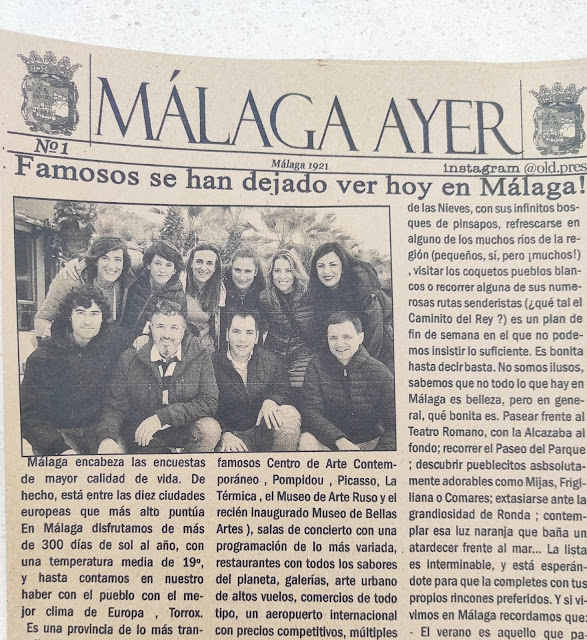 MÁLAGA AYER
Nº1
Málaga 1921
instagram @old.pres
Famosos se han dejado ver hoy en Málaga!
Málaga encabeza las encuestas
de mayor calidad de vida. De
hecho, está entre las diez ciudades
europeas que más alto puntúa
En Málaga disfrutamos de más
de 300 días de sol al año, con
una temperatura media de 19º,
y hasta contamos en nuestro
haber con el pueblo con el me-
jor clima de Europa , Torrox.
Es una provincia de lo más tran-
famosos Centro de Arte Contem-
poráneo , Pompidou , Picasso, La
Térmica , el Museo de Arte Ruso y el
recién inaugurado Museo de Bellas
Artes ), salas de concierto con una
programación de lo más variada,
restaurantes con todos los sabores
del planeta, galerías, arte urbano
de altos vuelos, comercios de todo
tipo, un aeropuerto internacional
con precios competitivos, múltiples
de las Nieves, con sus infinitos bos-
ques de pinsapos, refrescarse en
alguno de los muchos ríos de la re-
gión (pequeños, sí, pero ¡muchos!)
, visitar los coquetos pueblos blan-
cos o recorrer alguna de sus nume-
rosas rutas senderistas (¿qué tal el
Caminito del Rey ?) es un plan de
fin de semana en el que no pode-
mos insistir lo suficiente. Es bonita
hasta decir basta. No somos ilusos,
sabemos que no todo lo que hay en
Málaga es belleza, pero en gene-
ral, qué bonita es. Pasear frente al
Teatro Romano, con la Alcazaba al
fondo; recorrer el Paseo del Parque
; descubrir pueblecitos asbsoluta-
mente adorables como Mijas, Frigi-
liana o Comares; extasiarse ante la
grandiosidad de Ronda ; contem-
plar esa luz naranja que baña un
atardecer frente al mar... La lista
es interminable, y está esperán-
dote para que la completes con tus
propios rincones preferidos. Y si vi-
vimos en Málaga recordamos que
- El verano es aquello que